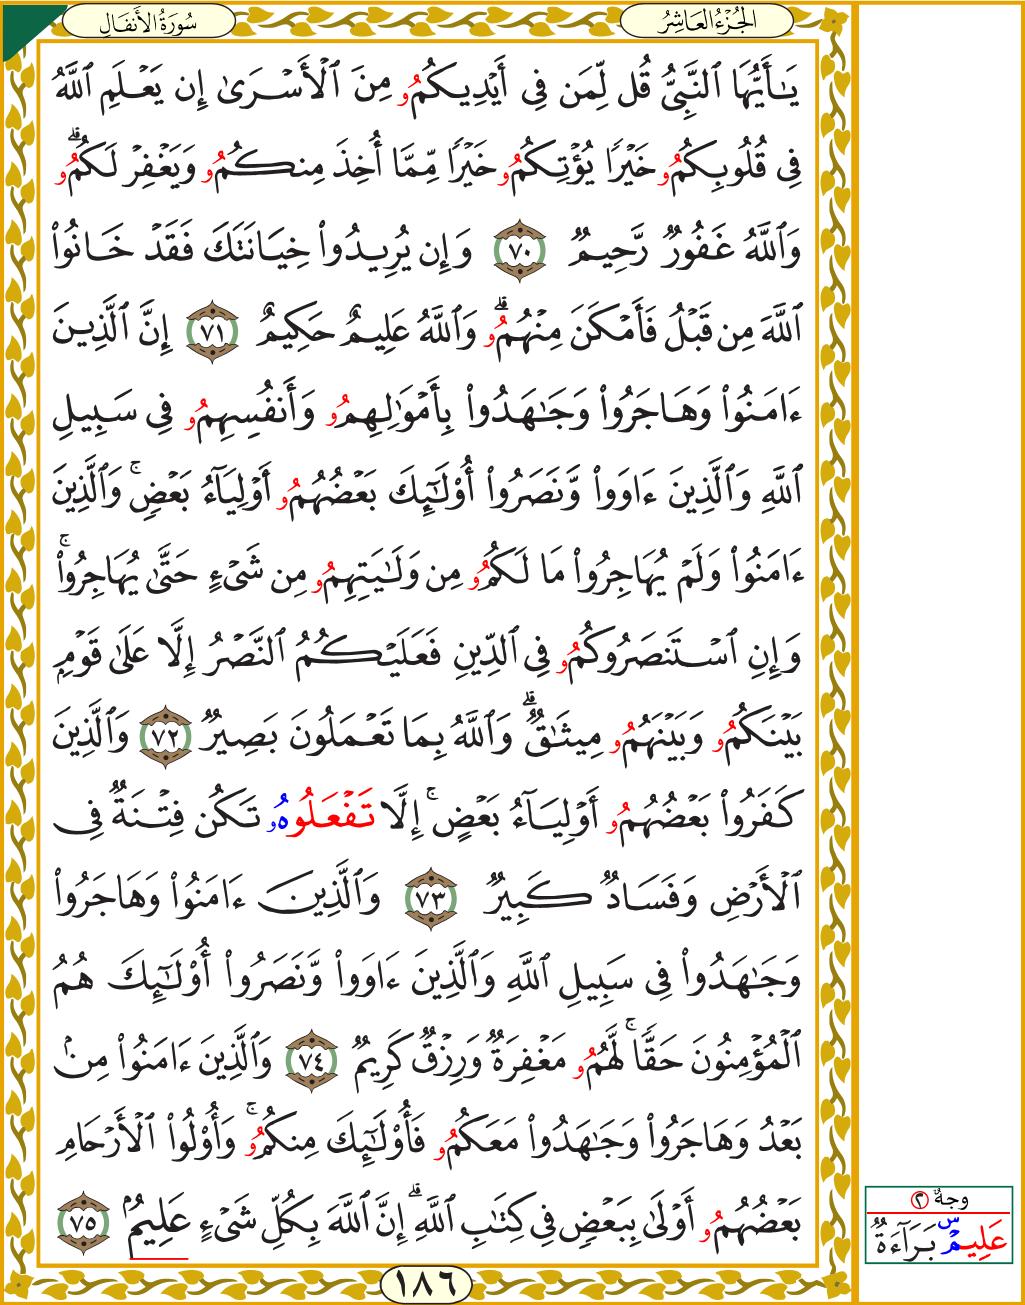 سُورَةُ الأَنفَال
الجُزْءُ العَاشِرُ
يَـٰٓأَيُّهَا ٱلنَّبِىُّ قُل لِّمَن فِىٓ أَيْدِيكُمُۥ مِنَ ٱلْأَسْرَىٰٓ إِن يَعْلَمِ ٱللَّهُ
فِى قُلُوبِكُمُۥ خَيْرًا يُؤْتِكُمُۥ خَيْرًا مِّمَّآ أُخِذَ مِنكُمُۥ وَيَغْفِرْ لَكُمُۥ ۗ
وَٱللَّهُ غَفُورٌ رَّحِيمٌ ٧٠ وَإِن يُرِيدُوا۟ خِيَانَتَكَ فَقَدْ خَانُوا۟
ٱللَّهَ مِن قَبْلُ فَأَمْكَنَ مِنْهُمُۥ ۗ وَٱللَّهُ عَلِيمٌ حَكِيمٌ ٧١ إِنَّ ٱلَّذِينَ
ءَامَنُوا۟ وَهَاجَرُوا۟ وَجَـٰهَدُوا۟ بِأَمْوَٰلِهِمُۥ وَأَنفُسِهِمُۥ فِى سَبِيلِ
ٱللَّهِ وَٱلَّذِينَ ءَاوَوا۟ وَّنَصَرُوٓا۟ أُو۟لَـٰٓئِكَ بَعْضُهُمُۥٓ أَوْلِيَآءُ بَعْضٍ ۚ وَٱلَّذِينَ
ءَامَنُوا۟ وَلَمْ يُهَاجِرُوا۟ مَا لَكُمُۥ مِن وَلَـٰيَتِهِمُۥ مِن شَىْءٍ حَتَّىٰ يُهَاجِرُوا۟ ۚ
وَإِنِ ٱسْتَنصَرُوكُمُۥ فِى ٱلدِّينِ فَعَلَيْكُمُ ٱلنَّصْرُ إِلَّا عَلَىٰ قَوْمٍۭ
بَيْنَكُمُۥ وَبَيْنَهُمُۥ مِيثَـٰقٌ ۗ وَٱللَّهُ بِمَا تَعْمَلُونَ بَصِيرٌ ٧٢ وَٱلَّذِينَ
كَفَرُوا۟ بَعْضُهُمُۥٓ أَوْلِيَآءُ بَعْضٍ ۚ إِلَّا تَفْعَلُوهُۥ تَكُن فِتْنَةٌ فِى
ٱلْأَرْضِ وَفَسَادٌ كَبِيرٌ ٧٣ وَٱلَّذِينَ ءَامَنُوا۟ وَهَاجَرُوا۟
وَجَـٰهَدُوا۟ فِى سَبِيلِ ٱللَّهِ وَٱلَّذِينَ ءَاوَوا۟ وَّنَصَرُوٓا۟ أُو۟لَـٰٓئِكَ هُمُ
ٱلْمُؤْمِنُونَ حَقًّا ۚ لَّهُمُۥ مَغْفِرَةٌ وَرِزْقٌ كَرِيمٌ ٧٤ وَٱلَّذِينَ ءَامَنُوا۟ مِنۢ
بَعْدُ وَهَاجَرُوا۟ وَجَـٰهَدُوا۟ مَعَكُمُۥ فَأُو۟لَـٰٓئِكَ مِنكُمُۥ ۚ وَأُو۟لُوا۟ ٱلْأَرْحَامِ
بَعْضُهُمُۥٓ أَوْلَىٰ بِبَعْضٍ فِى كِتَـٰبِ ٱللَّهِ ۗ إِنَّ ٱللَّهَ بِكُلِّ شَىْءٍ عَلِيمٌۢ ٧٥
وجهٌ ٢
عَلِيمٌ س بَرَآءَةٌ
١٨٦